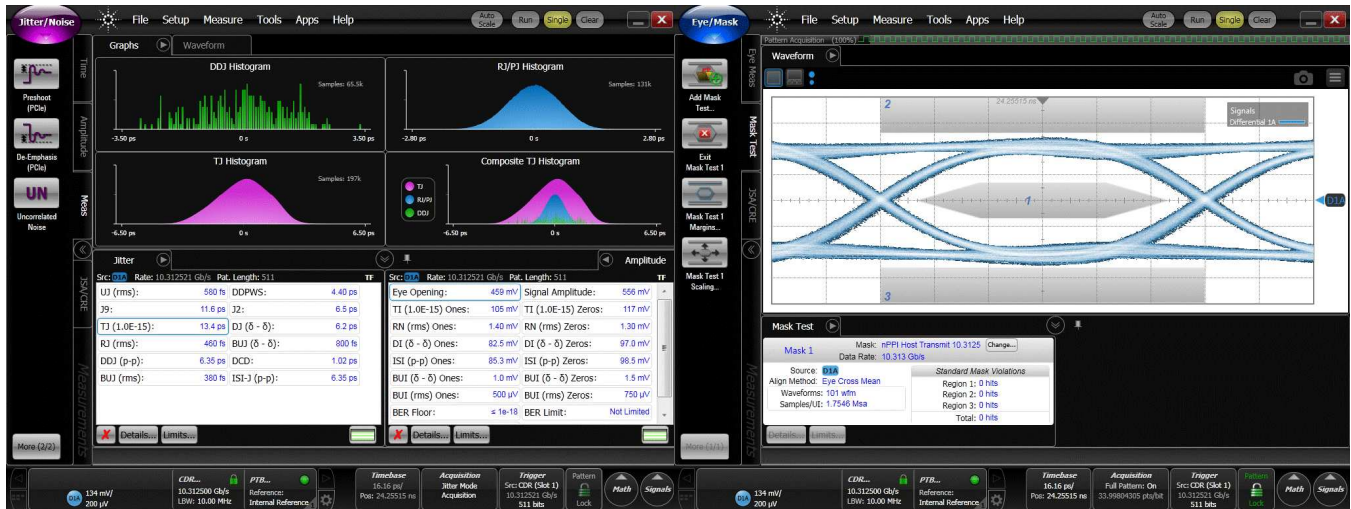 Jitter/Noise
File Setup Measure Tools Apps Help
Auto Scale
Run Single Clear
Graphs Waveform
Preshoot (PCIe)
De-Emphasis (PCIe)
UN
Uncorrelated Noise
More (2/2)
Time
Amplitude
Meas
JSA/CRE
Measurements
DDJ Histogram
Samples: 65.5k
-3.50 ps 0 s 3.50 ps
RJ/PJ Histogram
Samples: 131k
-2.80 ps 0 s 2.80 ps
TJ Histogram
Samples: 197k
-6.50 ps 0 s 6.50 ps
Composite TJ Histogram
TJ
RJ/PJ
DDJ
-6.50 ps 0 s 6.50 ps
Jitter
Src: D1A Rate: 10.312521 Gb/s Pat. Length: 511 TF
UJ (rms): 580 fs DDPWS: 4.40 ps
J9: 11.6 ps J2: 6.5 ps
TJ (1.0E-15): 13.4 ps DJ (δ - δ): 6.2 ps
RJ (rms): 460 fs BUJ (δ - δ): 800 fs
DDJ (p-p): 6.35 ps DCD: 1.02 ps
BUJ (rms): 380 fs ISI-J (p-p): 6.35 ps
Details... Limits...
Amplitude
Src: D1A Rate: 10.312521 Gb/s Pat. Length: 511 TF
Eye Opening: 459 mV Signal Amplitude: 556 mV
TI (1.0E-15) Ones: 105 mV TI (1.0E-15) Zeros: 117 mV
RN (rms) Ones: 1.40 mV RN (rms) Zeros: 1.30 mV
DI (δ - δ) Ones: 82.5 mV DI (δ - δ) Zeros: 97.0 mV
ISI (p-p) Ones: 85.3 mV ISI (p-p) Zeros: 98.5 mV
BUI (δ - δ) Ones: 1.0 mV BUI (δ - δ) Zeros: 1.5 mV
BUI (rms) Ones: 500 µV BUI (rms) Zeros: 750 µV
BER Floor: ≤ 1e-18 BER Limit: Not Limited
Details... Limits...
D1A 134 mV/
200 µV
CDR...
10.312500 Gb/s
LBW: 10.00 MHz
PTB...
Reference:
Internal Reference
Timebase
16.16 ps/
Pos: 24.25515 ns
Acquisition
Jitter Mode
Acquisition
Trigger
Src: CDR (Slot 1)
10.312521 Gb/s
511 bits
Pattern
Lock
Math Signals
Eye/Mask
File Setup Measure Tools Apps Help
Auto Scale
Run Single Clear
Pattern Acquisition (100%)
Waveform
Add Mask Test...
Exit Mask Test 1
Mask Test 1 Margins...
Mask Test 1 Scaling...
More (1/1)
Eye Meas
Mask Test
JSA/CRE
Measurements
2
24.25515 ns
Signals
Differential 1A
1
D1A
3
Mask Test
Mask 1
Mask: nPPI Host Transmit 10.3125 Change...
Data Rate: 10.313 Gb/s
Source: D1A
Align Method: Eye Cross Mean
Waveforms: 101 wfm
Samples/UI: 1.7546 Msa
Standard Mask Violations
Region 1: 0 hits
Region 2: 0 hits
Region 3: 0 hits
Total: 0 hits
Details... Limits...
D1A 134 mV/
200 µV
CDR...
10.312500 Gb/s
LBW: 10.00 MHz
PTB...
Reference:
Internal Reference
Timebase
16.16 ps/
Pos: 24.25515 ns
Acquisition
Full Pattern: On
33.99804305 pts/bit
Trigger
Src: CDR (Slot 1)
10.312521 Gb/s
511 bits
Pattern
Lock
Math Signals